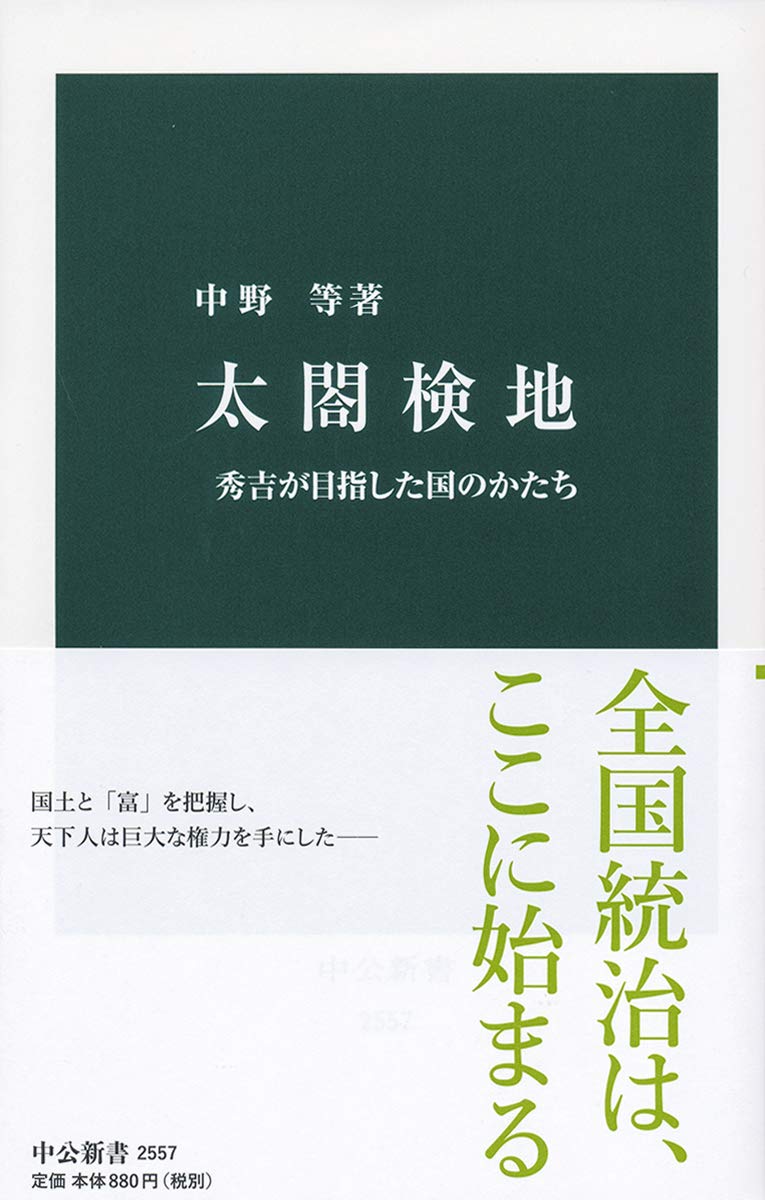 中野 等著
太閤検地
秀吉が目指した国のかたち
全国統治は、
ここに始まる
国土と「富」を把握し、
天下人は巨大な権力を手にした——
中公新書
2557
中公新書 2557
定価 本体880円(税別)